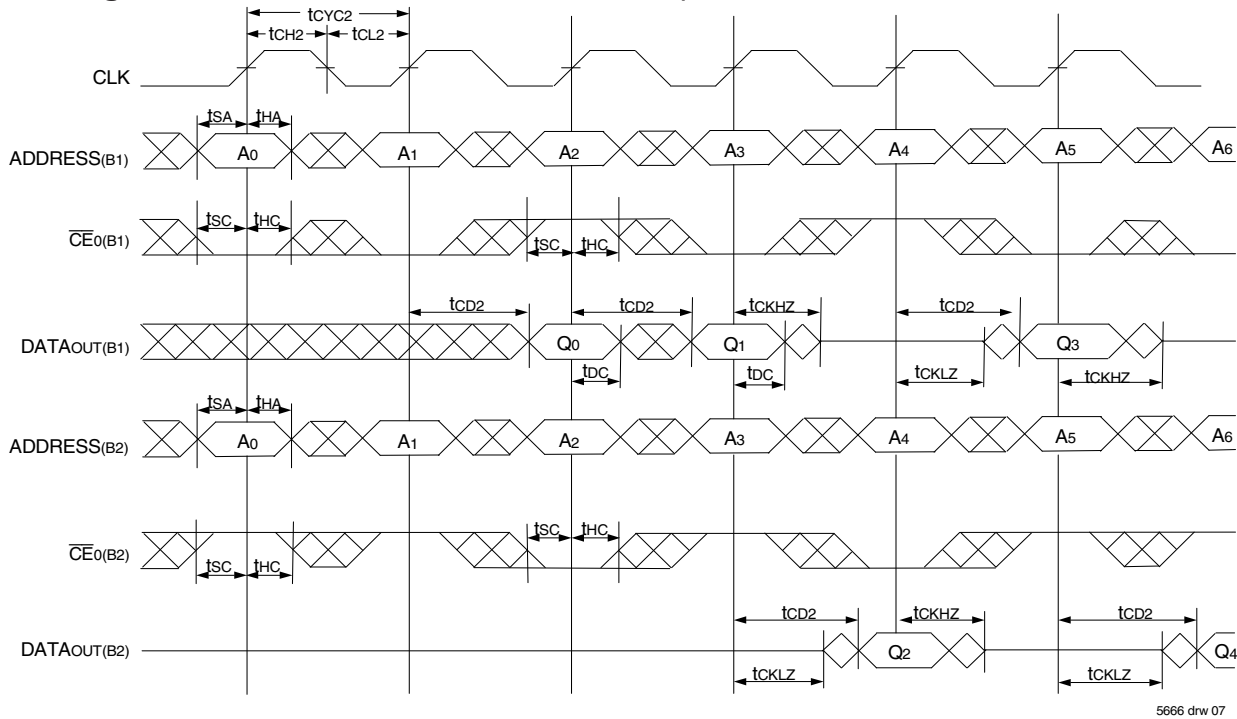 tCYC2
tCH2 tCL2
CLK
tSA tHA
ADDRESS(B1) A0 A1 A2 A3 A4 A5 A6
tSC tHC
CE0(B1)
tSC tHC
tCD2 tCD2 tCKHZ tCD2
DATAOUT(B1) Q0 Q1 Q3
tDC tDC tCKLZ tCKHZ
tSA tHA
ADDRESS(B2) A0 A1 A2 A3 A4 A5 A6
tSC tHC
CE0(B2)
tSC tHC
tCD2 tCKHZ tCD2
DATAOUT(B2) Q2 Q4
tCKLZ tCKLZ
5666 drw 07